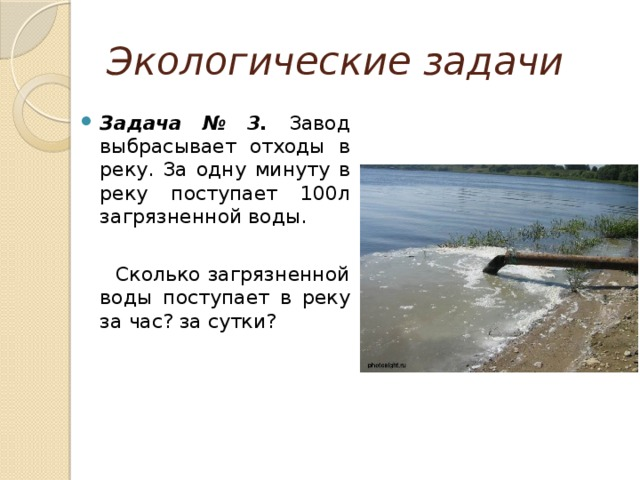 Экологические задачи
Задача № 3. Завод
выбрасывает отходы в
реку. За одну минуту в
реку поступает 100л
загрязненной воды.
Сколько загрязненной
воды поступает в реку
за час? за сутки?
photosight.ru